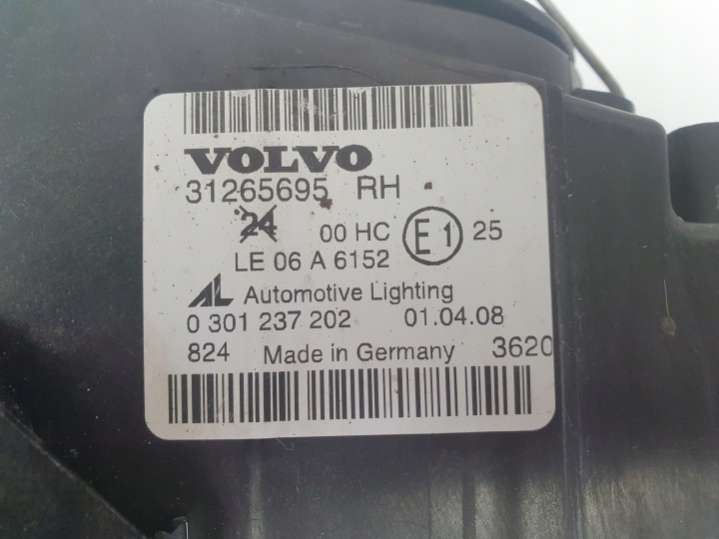 VOLVO
31265695 RH
24 00 HC E1 25
LE 06 A 6152
AL Automotive Lighting
0 301 237 202 01.04.08
824 Made in Germany 3620